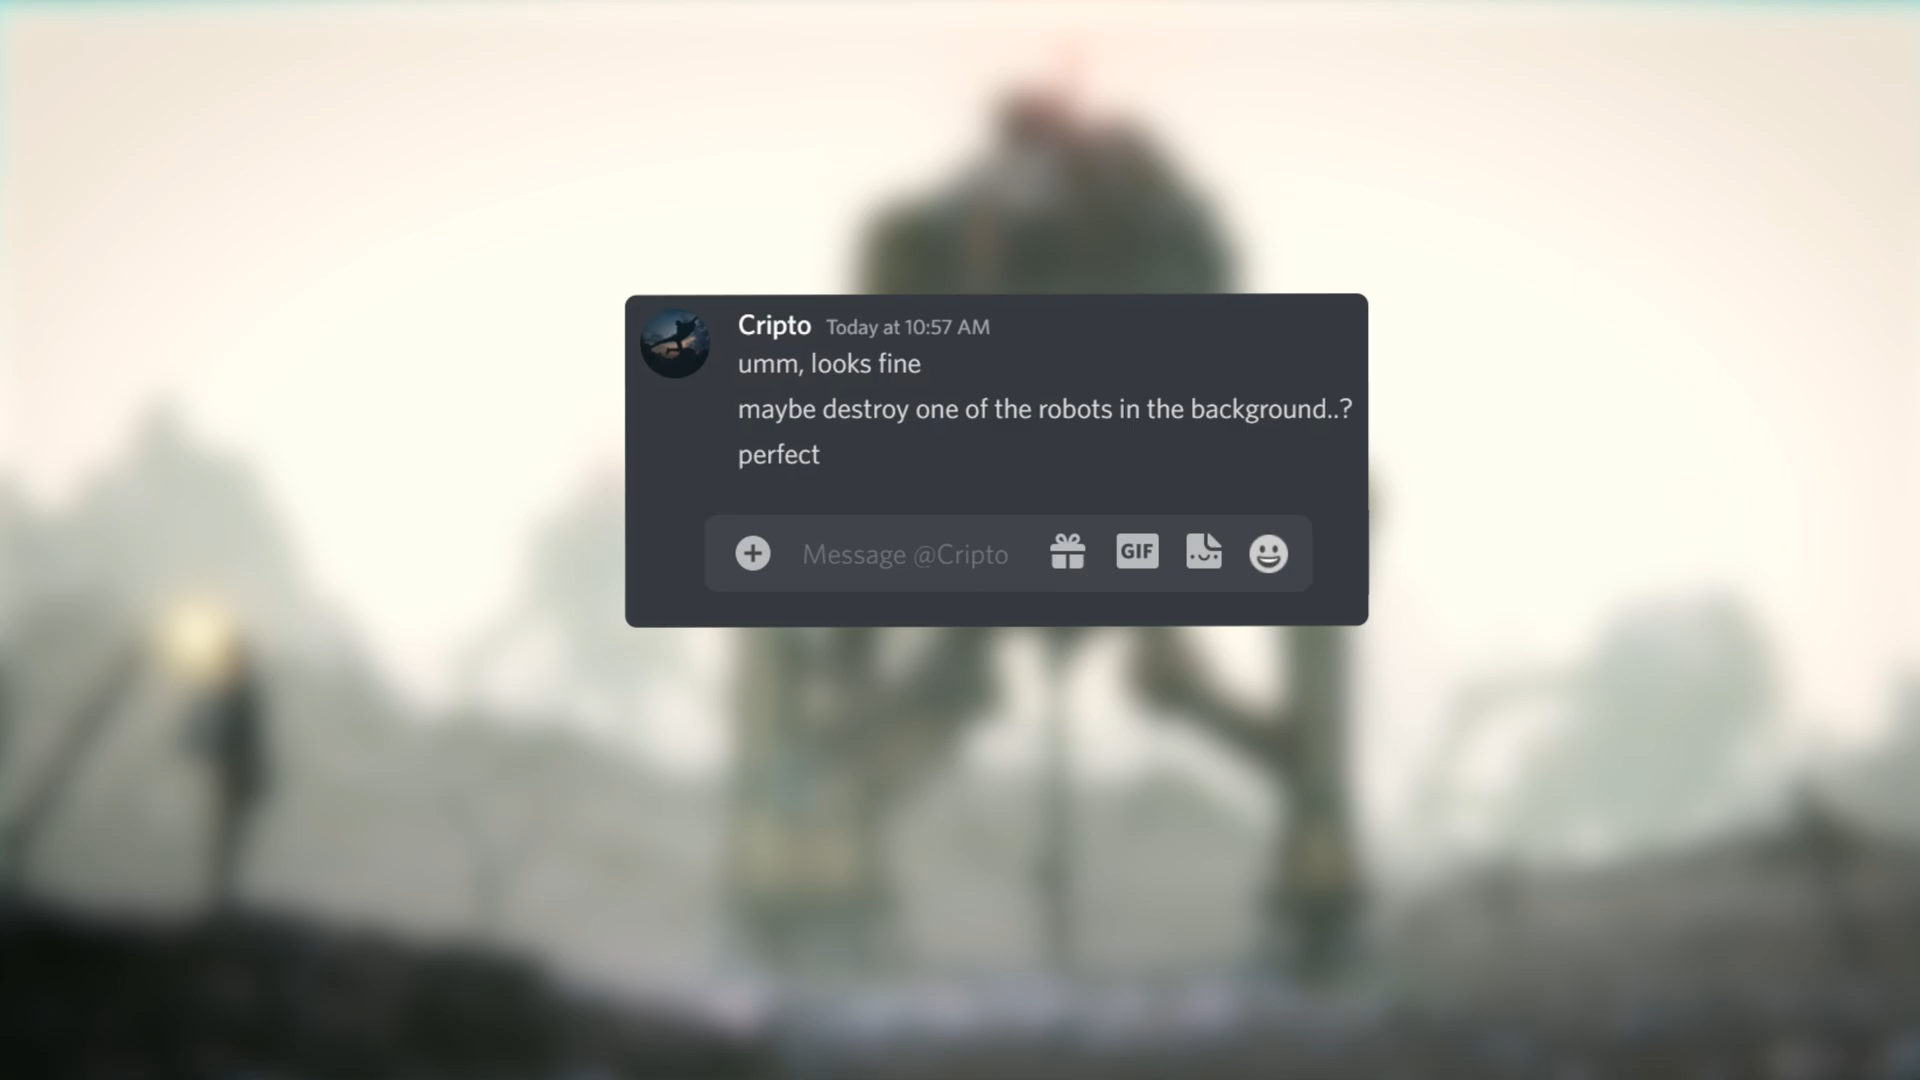 Cripto Today at 10:57 AM
umm, looks fine
maybe destroy one of the robots in the background..?
perfect
Message @Cripto GIF